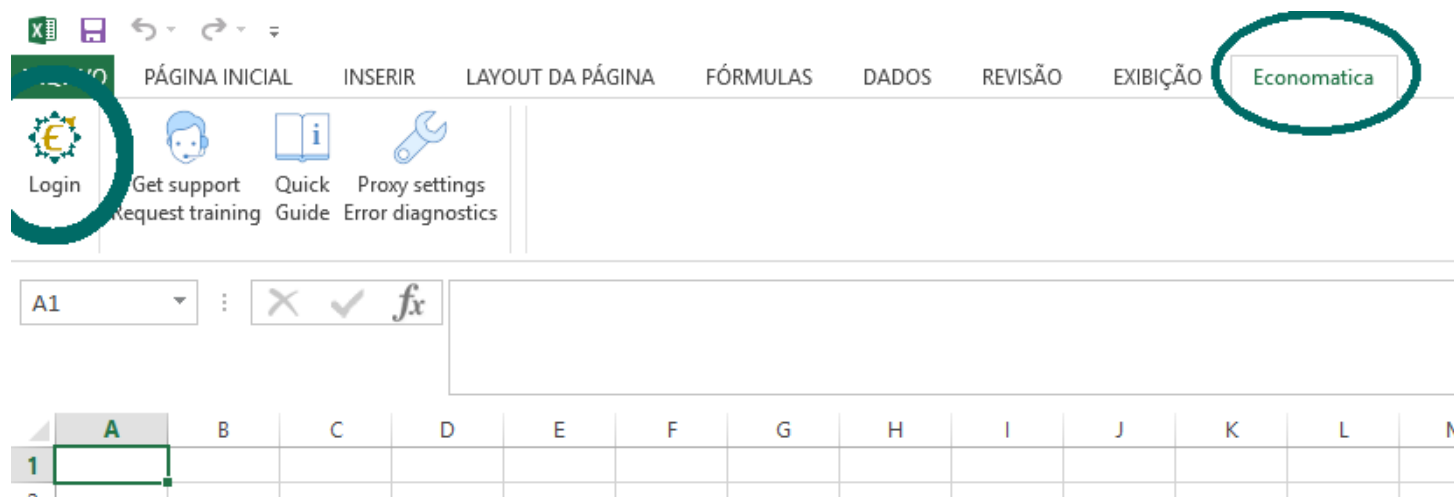 PÁGINA INICIAL INSERIR LAYOUT DA PÁGINA FÓRMULAS DADOS REVISÃO EXIBIÇÃO Economatica
Login
Get support
Request training
Quick
Guide
Proxy settings
Error diagnostics
A1
fx
A B C D E F G H I J K L
1